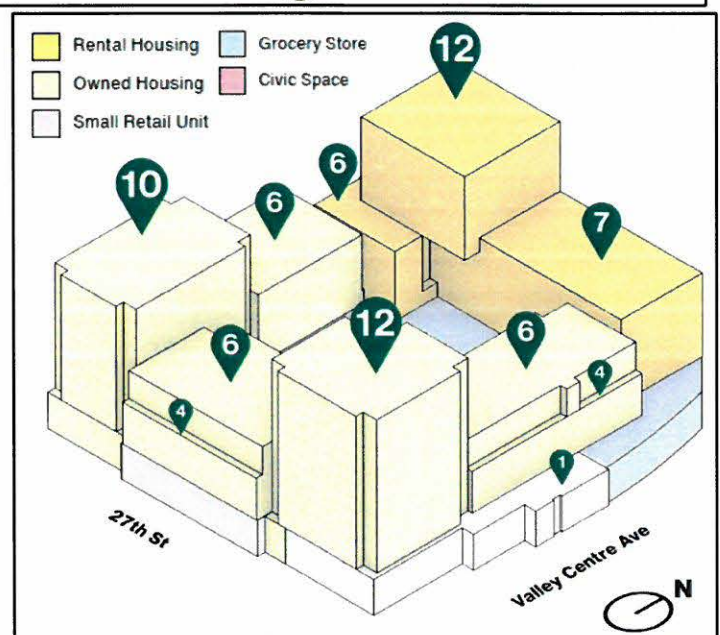 Rental Housing
Grocery Store
Owned Housing
Civic Space
Small Retail Unit
12
6
10
6
7
12
6
6
4
4
1
27th St
Valley Centre Ave
N